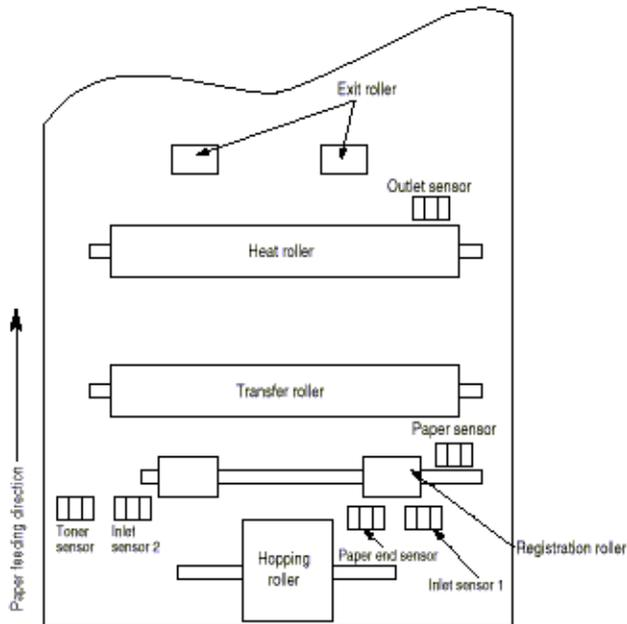 Exit roller
Outlet sensor
Heat roller
Transfer roller
Paper sensor
Paper feeding direction
Toner
sensor
Inlet
sensor 2
Hopping
roller
Paper end sensor
Registration roller
Inlet sensor 1